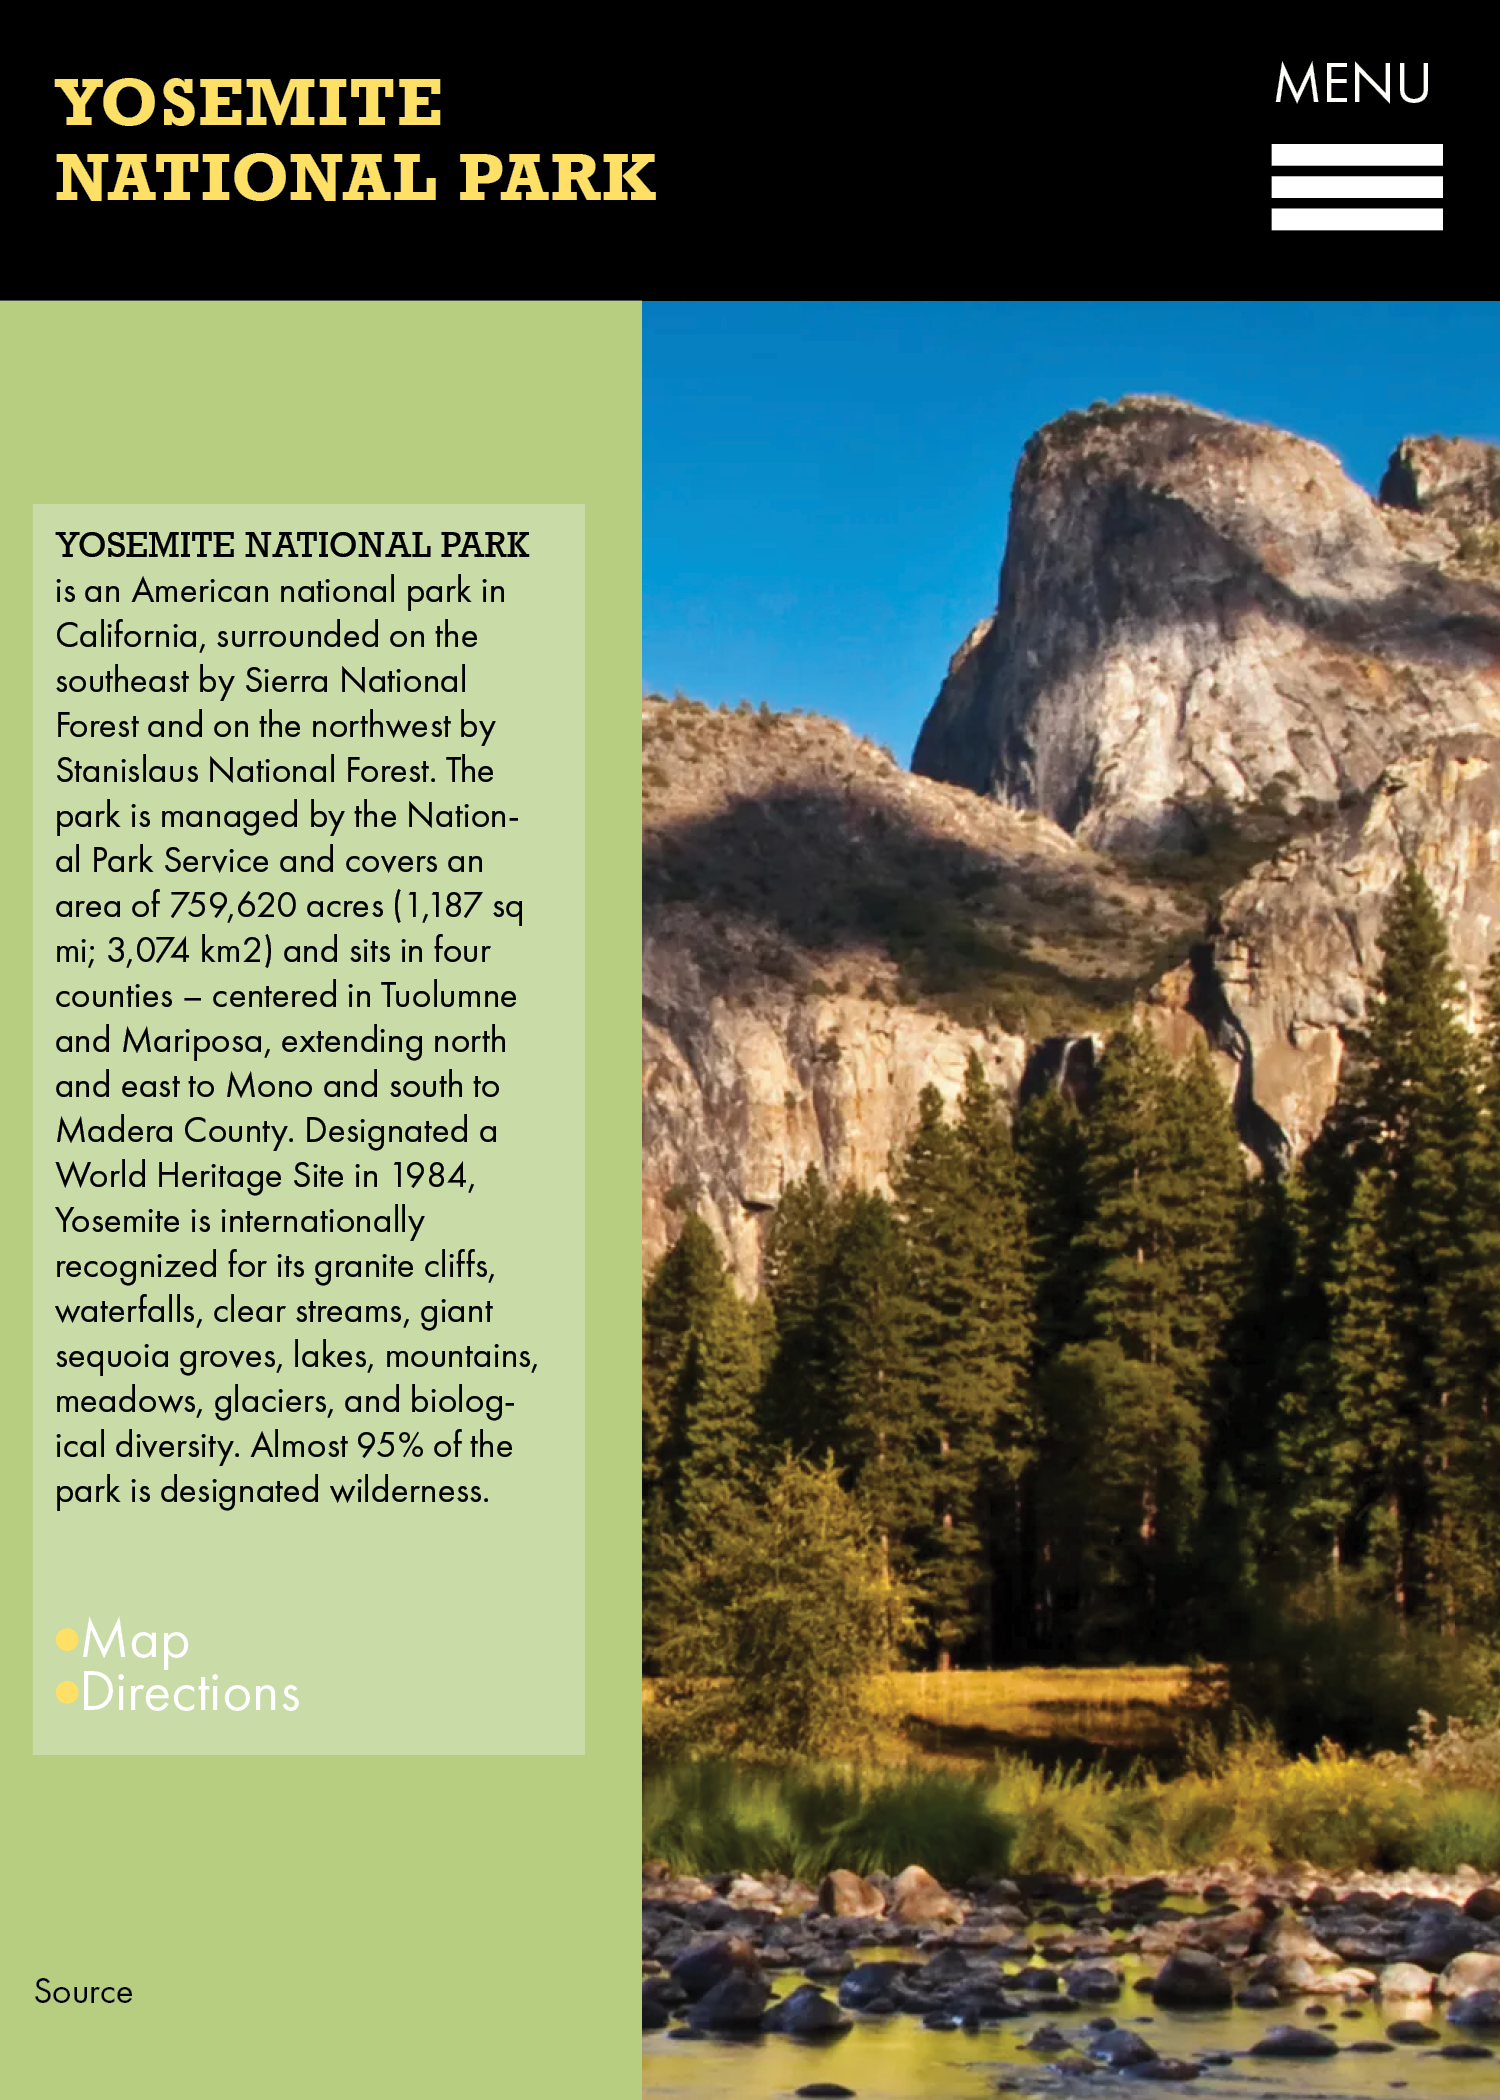 YOSEMITE
NATIONAL PARK
MENU
YOSEMITE NATIONAL PARK
is an American national park in
California, surrounded on the
southeast by Sierra National
Forest and on the northwest by
Stanislaus National Forest. The
park is managed by the Nation-
al Park Service and covers an
area of 759,620 acres (1,187 sq
mi; 3,074 km2) and sits in four
counties – centered in Tuolumne
and Mariposa, extending north
and east to Mono and south to
Madera County. Designated a
World Heritage Site in 1984,
Yosemite is internationally
recognized for its granite cliffs,
waterfalls, clear streams, giant
sequoia groves, lakes, mountains,
meadows, glaciers, and biolog-
ical diversity. Almost 95% of the
park is designated wilderness.
•Map
•Directions
Source